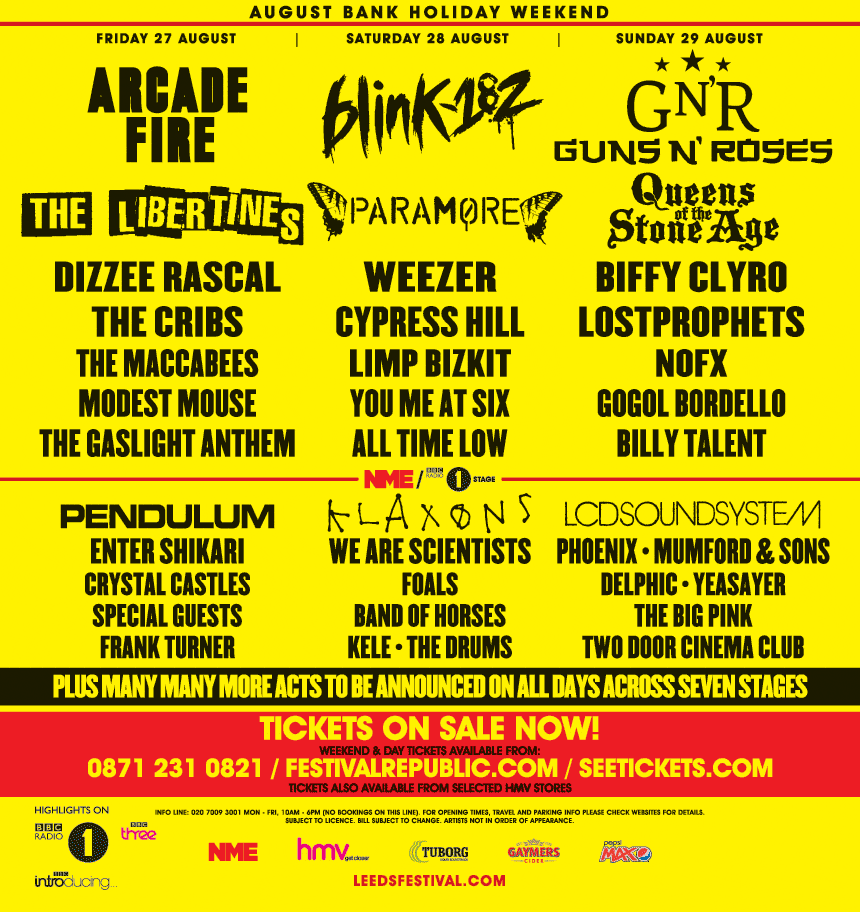 AUGUST BANK HOLIDAY WEEKEND
FRIDAY 27 AUGUST | SATURDAY 28 AUGUST | SUNDAY 29 AUGUST
ARCADE
FIRE
THE LIBERTINES
DIZZEE RASCAL
THE CRIBS
THE MACCABEES
MODEST MOUSE
THE GASLIGHT ANTHEM
blink-182
PARAMORE
WEEZER
CYPRESS HILL
LIMP BIZKIT
YOU ME AT SIX
ALL TIME LOW
GN'R
GUNS N' ROSES
Queens
of the
Stone Age
BIFFY CLYRO
LOSTPROPHETS
NOFX
GOGOL BORDELLO
BILLY TALENT
NME / BBC RADIO 1 STAGE
PENDULUM
ENTER SHIKARI
CRYSTAL CASTLES
SPECIAL GUESTS
FRANK TURNER
KLAXONS
WE ARE SCIENTISTS
FOALS
BAND OF HORSES
KELE • THE DRUMS
LCDSOUNDSYSTEM
PHOENIX • MUMFORD & SONS
DELPHIC • YEASAYER
THE BIG PINK
TWO DOOR CINEMA CLUB
PLUS MANY MANY MORE ACTS TO BE ANNOUNCED ON ALL DAYS ACROSS SEVEN STAGES
TICKETS ON SALE NOW!
WEEKEND & DAY TICKETS AVAILABLE FROM:
0871 231 0821 / FESTIVALREPUBLIC.COM / SEETICKETS.COM
TICKETS ALSO AVAILABLE FROM SELECTED HMV STORES
HIGHLIGHTS ON
BBC RADIO 1
BBC three
BBC introducing...
INFO LINE: 020 7009 3001 MON - FRI, 10AM - 6PM (NO BOOKINGS ON THIS LINE). FOR OPENING TIMES, TRAVEL AND PARKING INFO PLEASE CHECK WEBSITES FOR DETAILS.
SUBJECT TO LICENCE. BILL SUBJECT TO CHANGE. ARTISTS NOT IN ORDER OF APPEARANCE.
NME
hmv get closer
TUBORG
GAYMERS
CIDER
pepsi
MAX
LEEDSFESTIVAL.COM